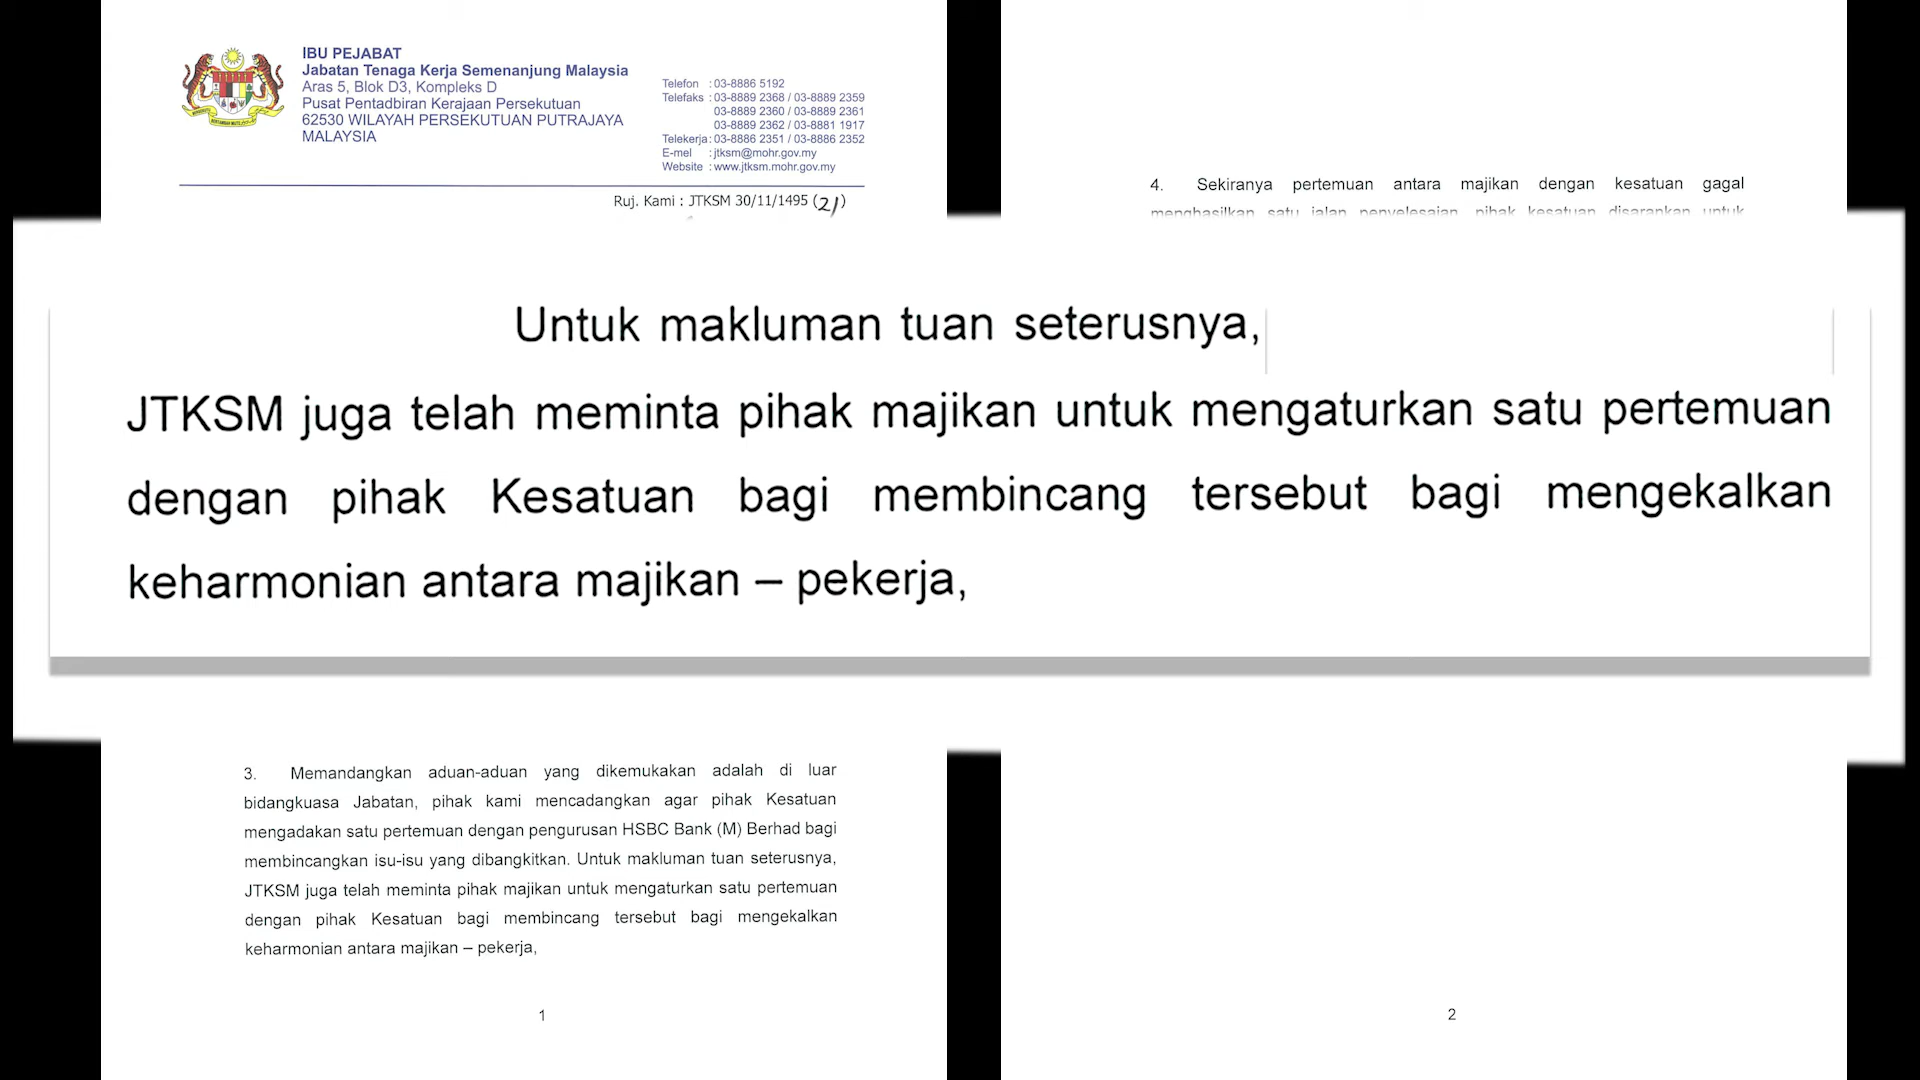 IBU PEJABAT
Jabatan Tenaga Kerja Semenanjung Malaysia
Aras 5, Blok D3, Kompleks D
Pusat Pentadbiran Kerajaan Persekutuan
62530 WILAYAH PERSEKUTUAN PUTRAJAYA
MALAYSIA
Telefon : 03-8886 5192
Telefaks : 03-8889 2368 / 03-8889 2359
03-8889 2360 / 03-8889 2361
03-8889 2362 / 03-8881 1917
Telekerja : 03-8886 2351 / 03-8886 2352
E-mel : jtksm@mohr.gov.my
Website : www.jtksm.mohr.gov.my
Ruj. Kami : JTKSM 30/11/1495 (21)
4. Sekiranya pertemuan antara majikan dengan kesatuan gagal
menghasilkan satu jalan penyelesaian, pihak kesatuan disarankan untuk
Untuk makluman tuan seterusnya,
JTKSM juga telah meminta pihak majikan untuk mengaturkan satu pertemuan
dengan pihak Kesatuan bagi membincang tersebut bagi mengekalkan
keharmonian antara majikan – pekerja,
3. Memandangkan aduan-aduan yang dikemukakan adalah di luar
bidangkuasa Jabatan, pihak kami mencadangkan agar pihak Kesatuan
mengadakan satu pertemuan dengan pengurusan HSBC Bank (M) Berhad bagi
membincangkan isu-isu yang dibangkitkan. Untuk makluman tuan seterusnya,
JTKSM juga telah meminta pihak majikan untuk mengaturkan satu pertemuan
dengan pihak Kesatuan bagi membincang tersebut bagi mengekalkan
keharmonian antara majikan – pekerja,
1
2